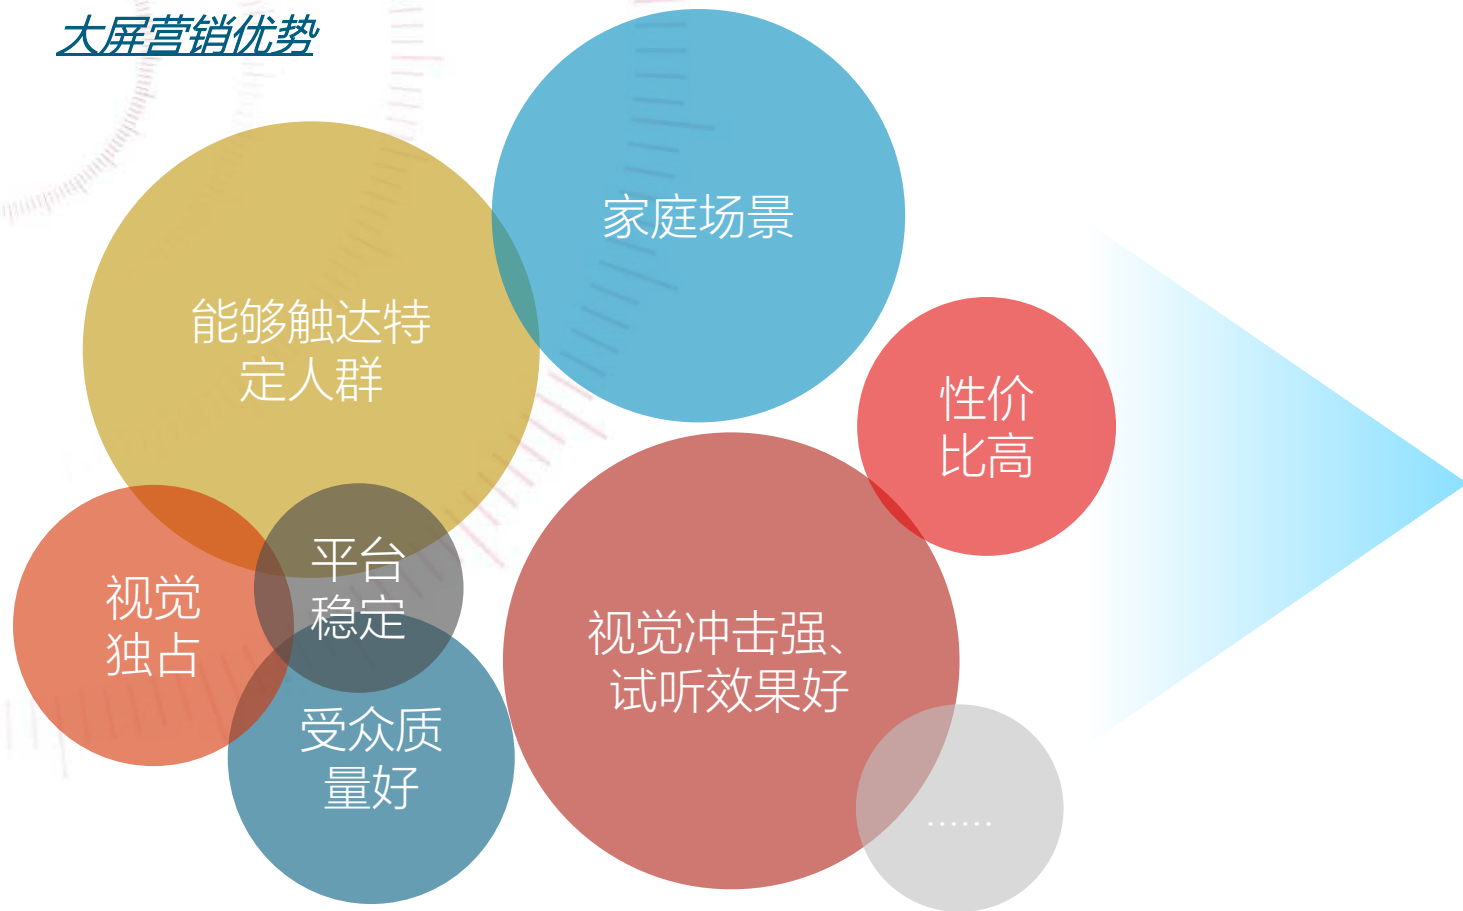 大屏营销优势
家庭场景
能够触达特
定人群
性价
比高
平台
稳定
视觉
独占
视觉冲击强、
试听效果好
受众质
量好
……